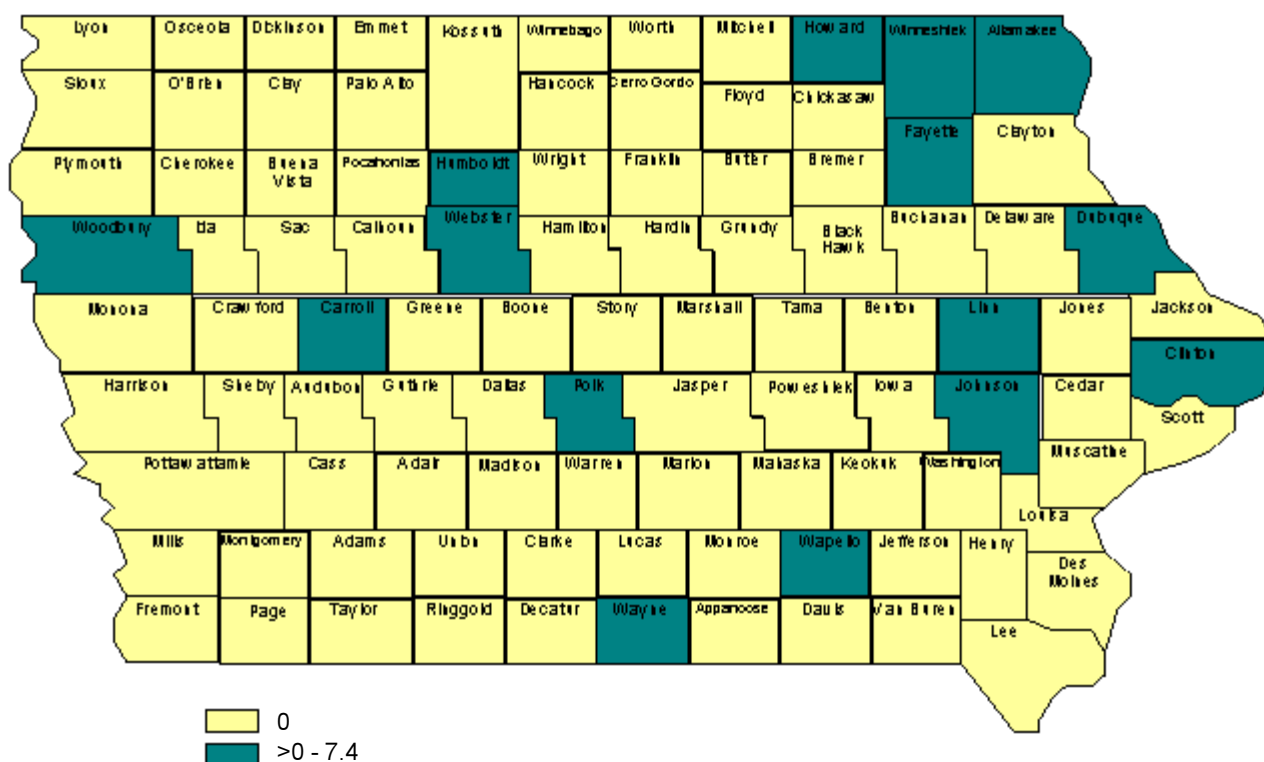 Lyon Osceola Dickinson Emmet Kossuth Winnebago Worth Mitchell Howard Winneshiek Allamakee
Sioux O'Brien Clay Palo Alto Hancock Cerro Gordo Floyd Chickasaw Fayette Clayton
Plymouth Cherokee Buena Vista Pocahontas Humboldt Wright Franklin Butler Bremer
Woodbury Ida Sac Calhoun Webster Hamilton Hardin Grundy Black Hawk Buchanan Delaware Dubuque
Monona Crawford Carroll Greene Boone Story Marshall Tama Benton Linn Jones Jackson
Clinton
Harrison Shelby Audubon Guthrie Dallas Polk Jasper Poweshiek Iowa Johnson Cedar Scott
Pottawattamie Cass Adair Madison Warren Marion Mahaska Keokuk Washington Muscatine
Louisa
Mills Montgomery Adams Union Clarke Lucas Monroe Wapello Jefferson Henry Des Moines
Fremont Page Taylor Ringgold Decatur Wayne Appanoose Davis Van Buren Lee
0
>0 - 7.4